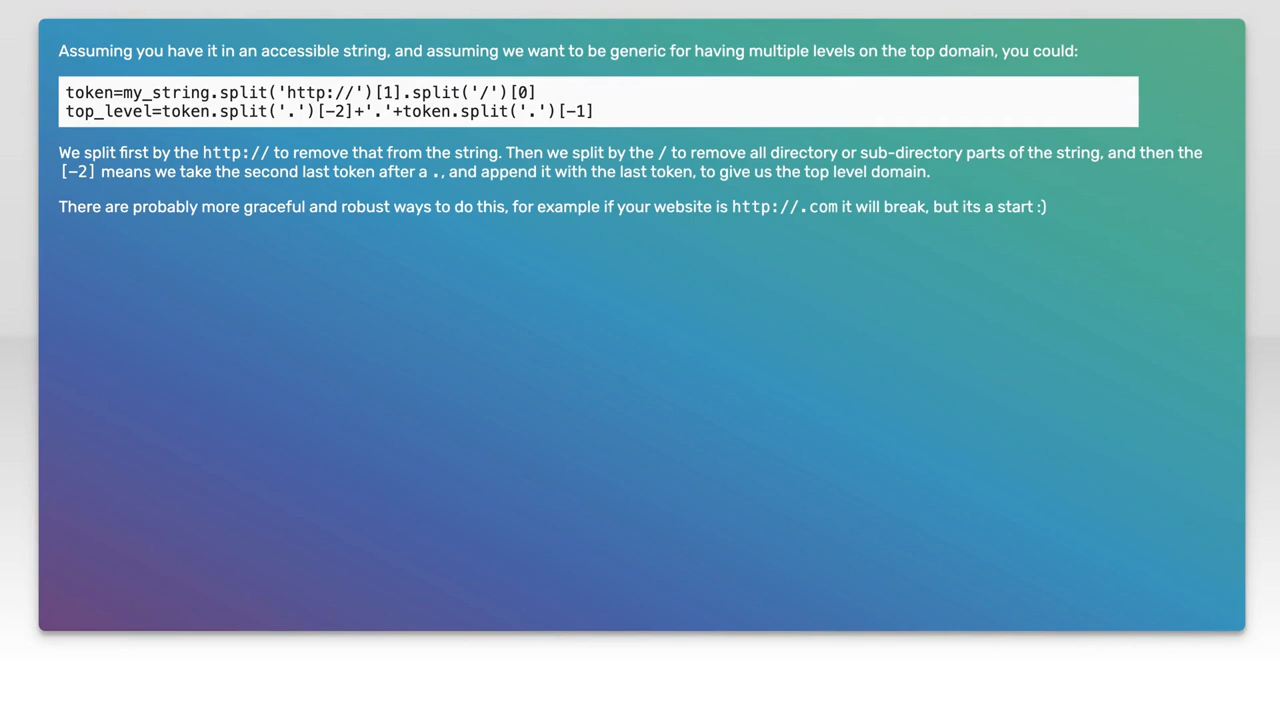 Assuming you have it in an accessible string, and assuming we want to be generic for having multiple levels on the top domain, you could:
token=my_string.split('http://')[1].split('/')[0]
top_level=token.split('.')[-2]+'.'+token.split('.')[-1]
We split first by the http:// to remove that from the string. Then we split by the / to remove all directory or sub-directory parts of the string, and then the
[-2] means we take the second last token after a ., and append it with the last token, to give us the top level domain.
There are probably more graceful and robust ways to do this, for example if your website is http://.com it will break, but its a start :)